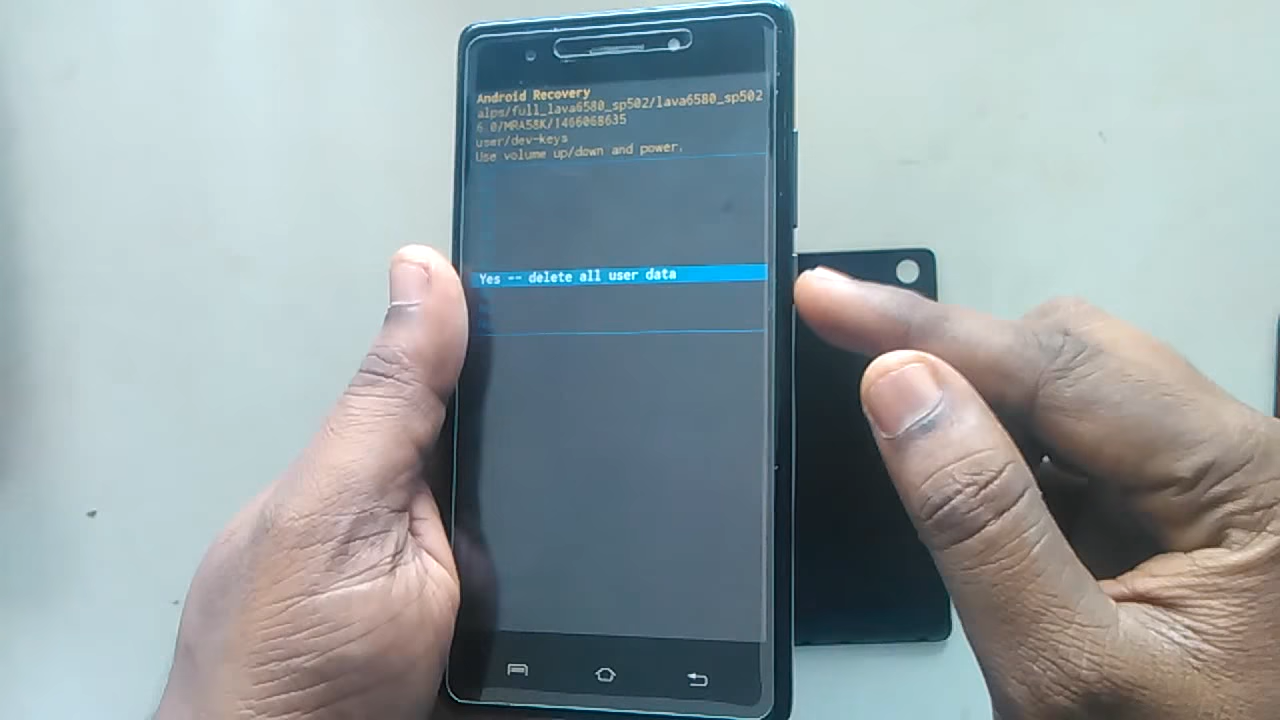 Android Recovery
alps/full_lava6580_sp502/lava6580_sp502
6.0/MRA58K/1466068635
user/dev-keys
Use volume up/down and power.
Yes -- delete all user data